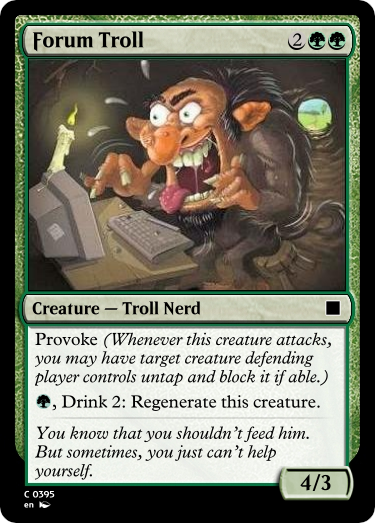 Forum Troll 2
Creature — Troll Nerd
Provoke (Whenever this creature attacks,
you may have target creature defending
player controls untap and block it if able.)
, Drink 2: Regenerate this creature.
You know that you shouldn't feed him.
But sometimes, you just can't help
yourself.
4/3
C 0395
en